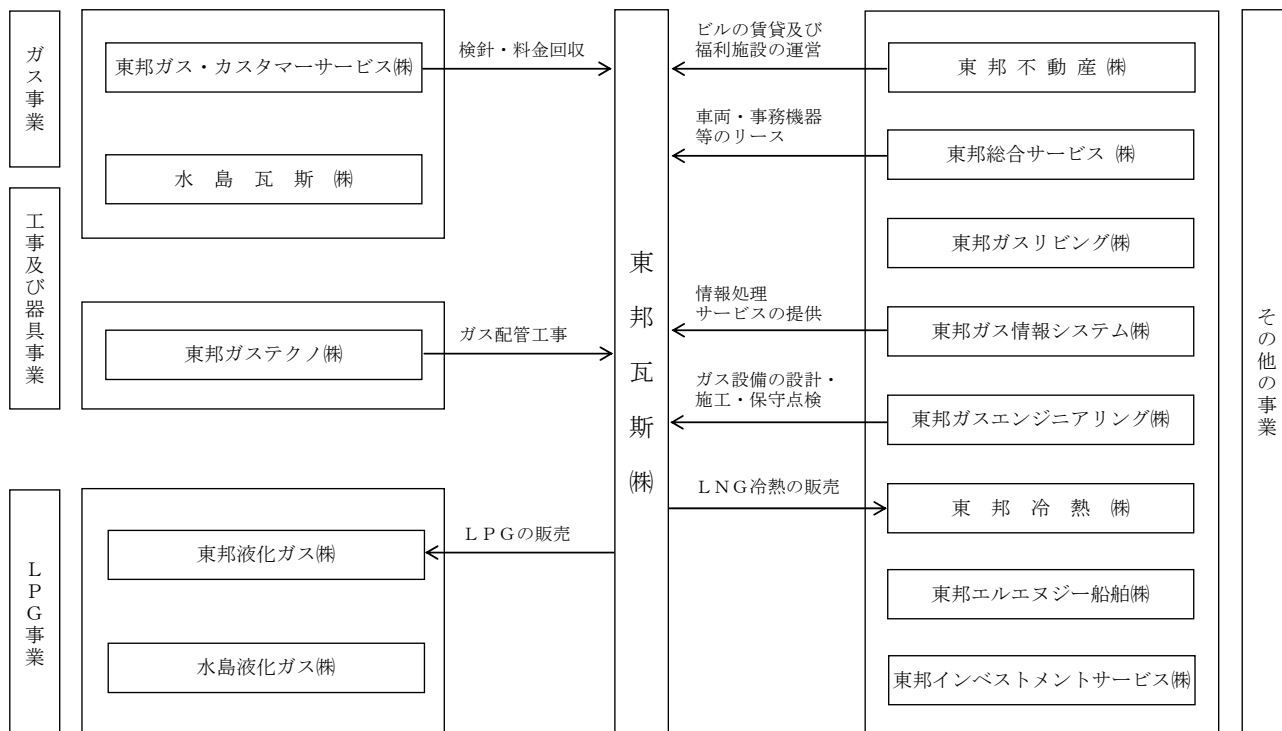 ガス事業
東邦ガス・カスタマーサービス㈱
検針・料金回収
水島瓦斯㈱
工事及び器具事業
東邦ガステクノ㈱
ガス配管工事
LPG事業
東邦液化ガス㈱
LPGの販売
水島液化ガス㈱
東邦瓦斯㈱
ビルの賃貸及び
福利施設の運営
東邦不動産㈱
車両・事務機器
等のリース
東邦総合サービス㈱
東邦ガスリビング㈱
情報処理
サービスの提供
東邦ガス情報システム㈱
ガス設備の設計・
施工・保守点検
東邦ガスエンジニアリング㈱
LNG冷熱の販売
東邦冷熱㈱
東邦エルエヌジー船舶㈱
東邦インベストメントサービス㈱
その他の事業